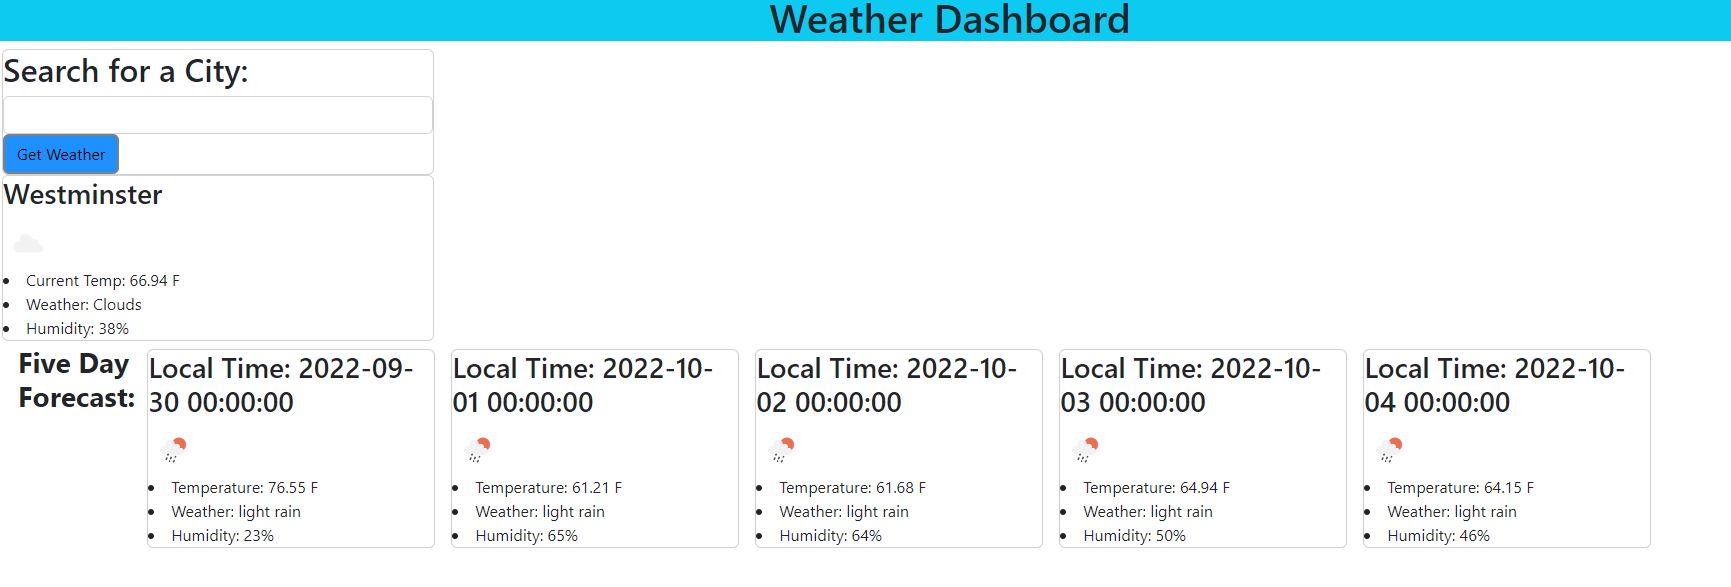 Weather Dashboard
Search for a City:
Get Weather
Westminster
Current Temp: 66.94 F
Weather: Clouds
Humidity: 38%
Five Day
Forecast:
Local Time: 2022-09-
30 00:00:00
Temperature: 76.55 F
Weather: light rain
Humidity: 23%
Local Time: 2022-10-
01 00:00:00
Temperature: 61.21 F
Weather: light rain
Humidity: 65%
Local Time: 2022-10-
02 00:00:00
Temperature: 61.68 F
Weather: light rain
Humidity: 64%
Local Time: 2022-10-
03 00:00:00
Temperature: 64.94 F
Weather: light rain
Humidity: 50%
Local Time: 2022-10-
04 00:00:00
Temperature: 64.15 F
Weather: light rain
Humidity: 46%